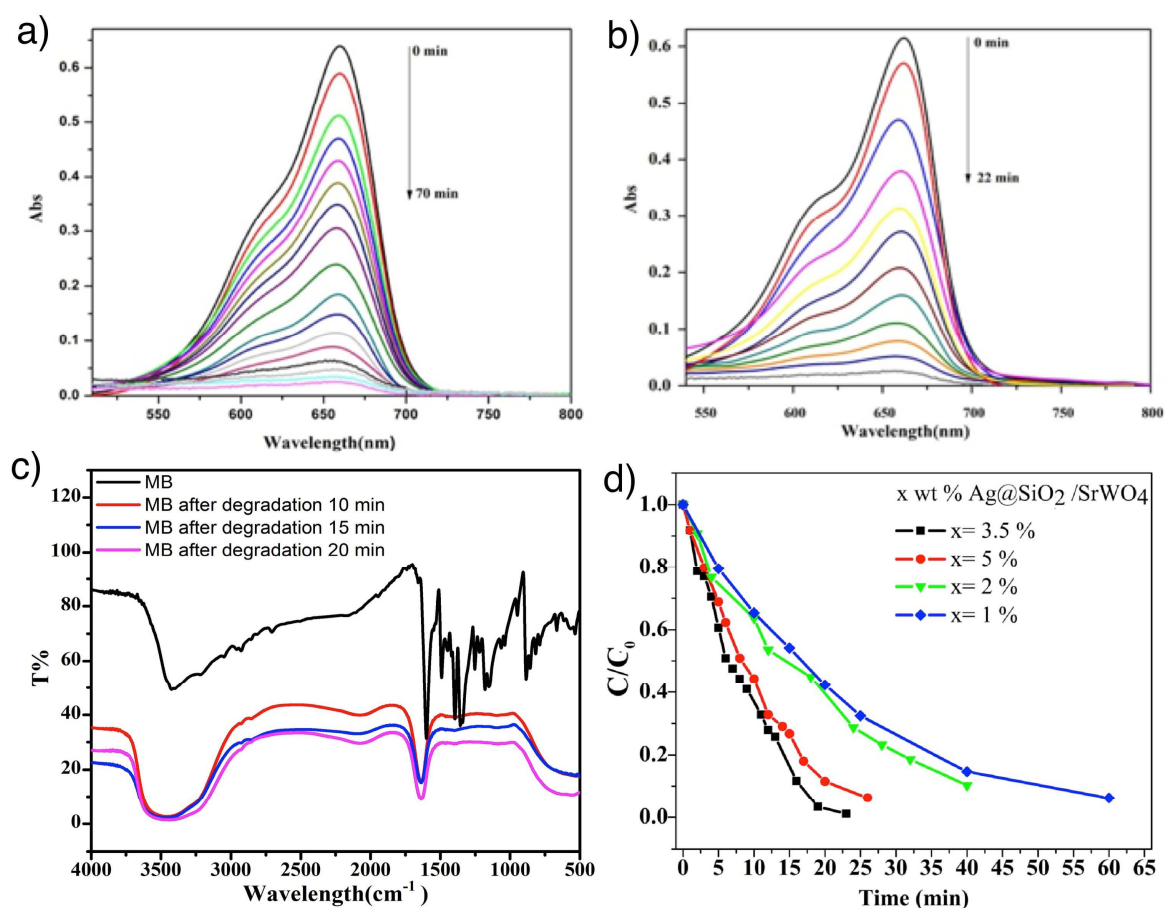 a)
0 min
70 min
0.6
0.5
0.4
0.3
0.2
0.1
0.0
Abs
550 600 650 700 750 800
Wavelength(nm)
b)
0 min
22 min
0.6
0.5
0.4
0.3
0.2
0.1
0.0
Abs
550 600 650 700 750 800
Wavelength(nm)
c)
MB
MB after degradation 10 min
MB after degradation 15 min
MB after degradation 20 min
120
100
80
60
40
20
0
T%
4000 3500 3000 2500 2000 1500 1000 500
Wavelength(cm⁻¹)
d)
x wt % Ag@SiO₂ /SrWO4
x= 3.5 %
x= 5 %
x= 2 %
x= 1 %
1.0
0.8
0.6
0.4
0.2
0.0
C/C₀
0 5 10 15 20 25 30 35 40 45 50 55 60 65
Time (min)